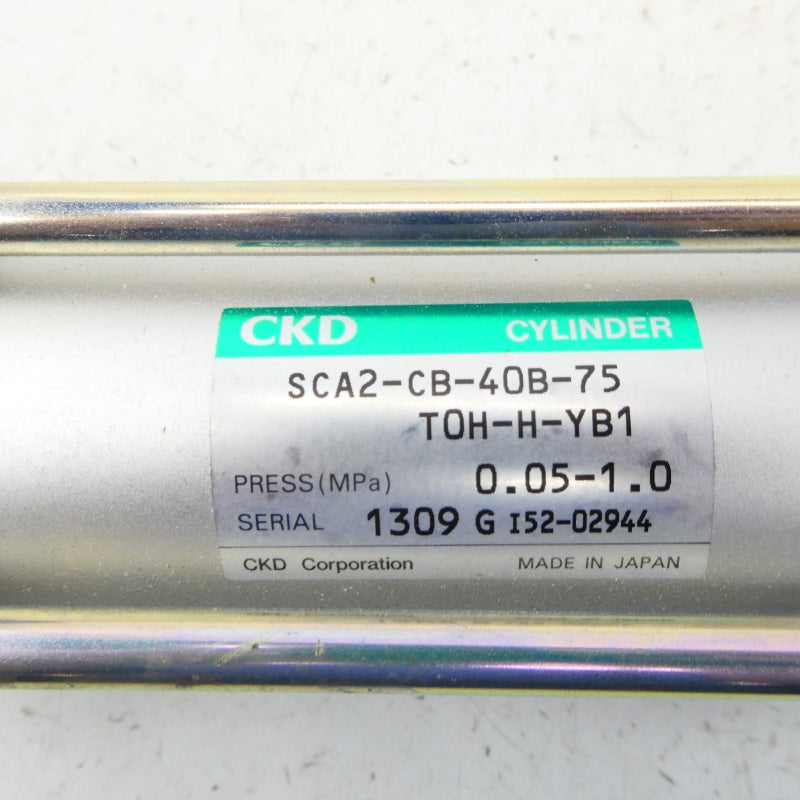 CKD CYLINDER
SCA2-CB-40B-75
T0H-H-YB1
PRESS(MPa) 0.05-1.0
SERIAL 1309 G I52-02944
CKD Corporation MADE IN JAPAN